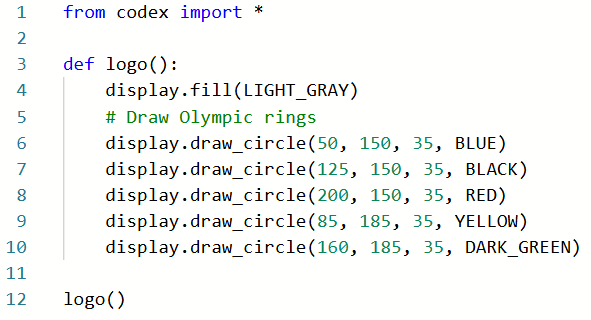 1 from codex import *
2
3 def logo():
4     display.fill(LIGHT_GRAY)
5     # Draw Olympic rings
6     display.draw_circle(50, 150, 35, BLUE)
7     display.draw_circle(125, 150, 35, BLACK)
8     display.draw_circle(200, 150, 35, RED)
9     display.draw_circle(85, 185, 35, YELLOW)
10     display.draw_circle(160, 185, 35, DARK_GREEN)
11
12 logo()